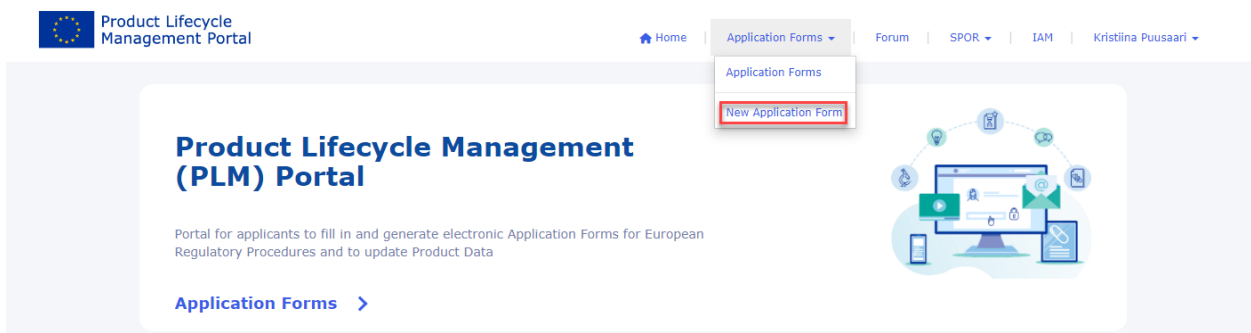 Product Lifecycle
Management Portal
Home | Application Forms | Forum | SPOR | IAM | Kristiina Puusaari
Application Forms
New Application Form
Product Lifecycle Management
(PLM) Portal
Portal for applicants to fill in and generate electronic Application Forms for European
Regulatory Procedures and to update Product Data
Application Forms
@